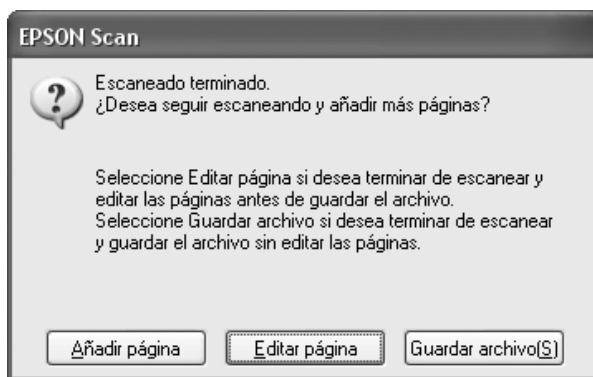 EPSON Scan
Escaneado terminado.
¿Desea seguir escaneando y añadir más páginas?
Seleccione Editar página si desea terminar de escanear y
editar las páginas antes de guardar el archivo.
Seleccione Guardar archivo si desea terminar de escanear
y guardar el archivo sin editar las páginas.
Añadir página Editar página Guardar archivo(S)